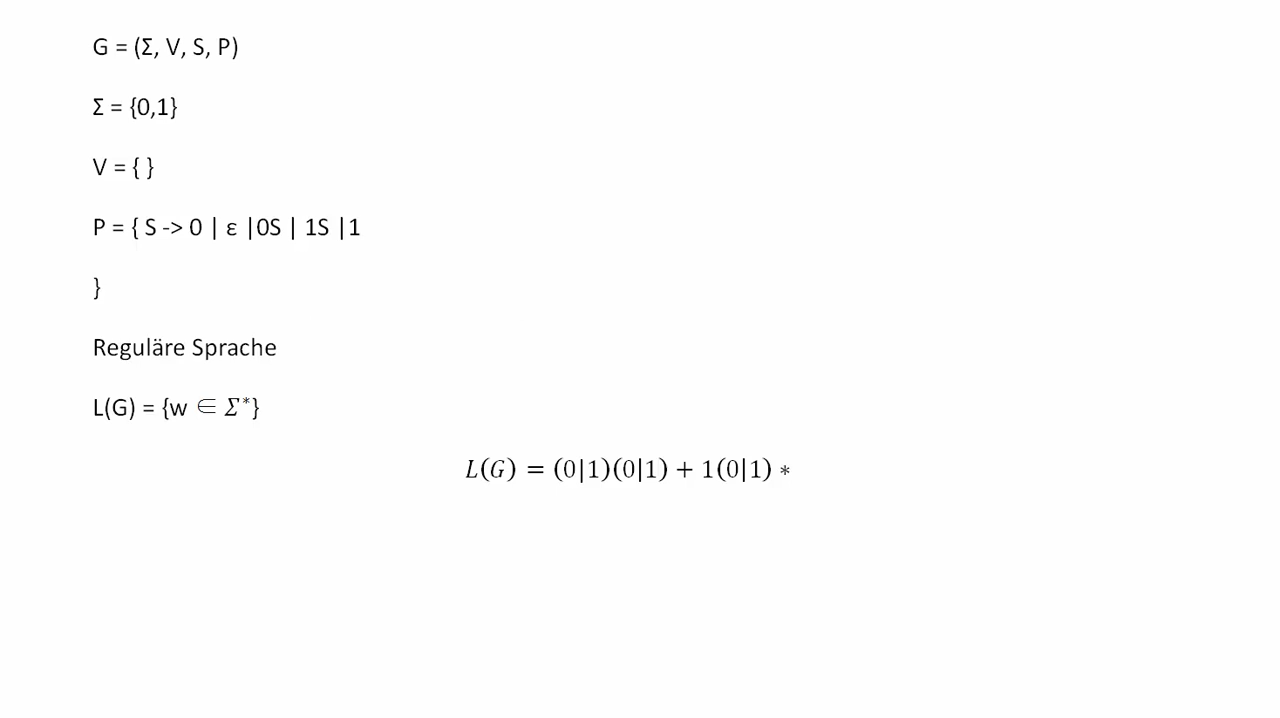 G = (Σ, V, S, P)
Σ = {0,1}
V = { }
P = { S -> 0 | ε |0S | 1S |1
}
Reguläre Sprache
L(G) = {w ∈ Σ*}
L(G) = (0|1)(0|1) + 1(0|1) ∗